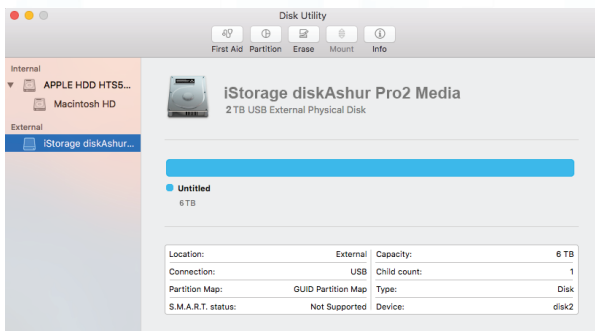 Disk Utility
First Aid Partition Erase Mount Info
Internal
APPLE HDD HTS5...
Macintosh HD
External
iStorage diskAshur...
iStorage diskAshur Pro2 Media
2 TB USB External Physical Disk
Untitled
6 TB
Location: External Capacity: 6 TB
Connection: USB Child count: 1
Partition Map: GUID Partition Map Type: Disk
S.M.A.R.T. status: Not Supported Device: disk2